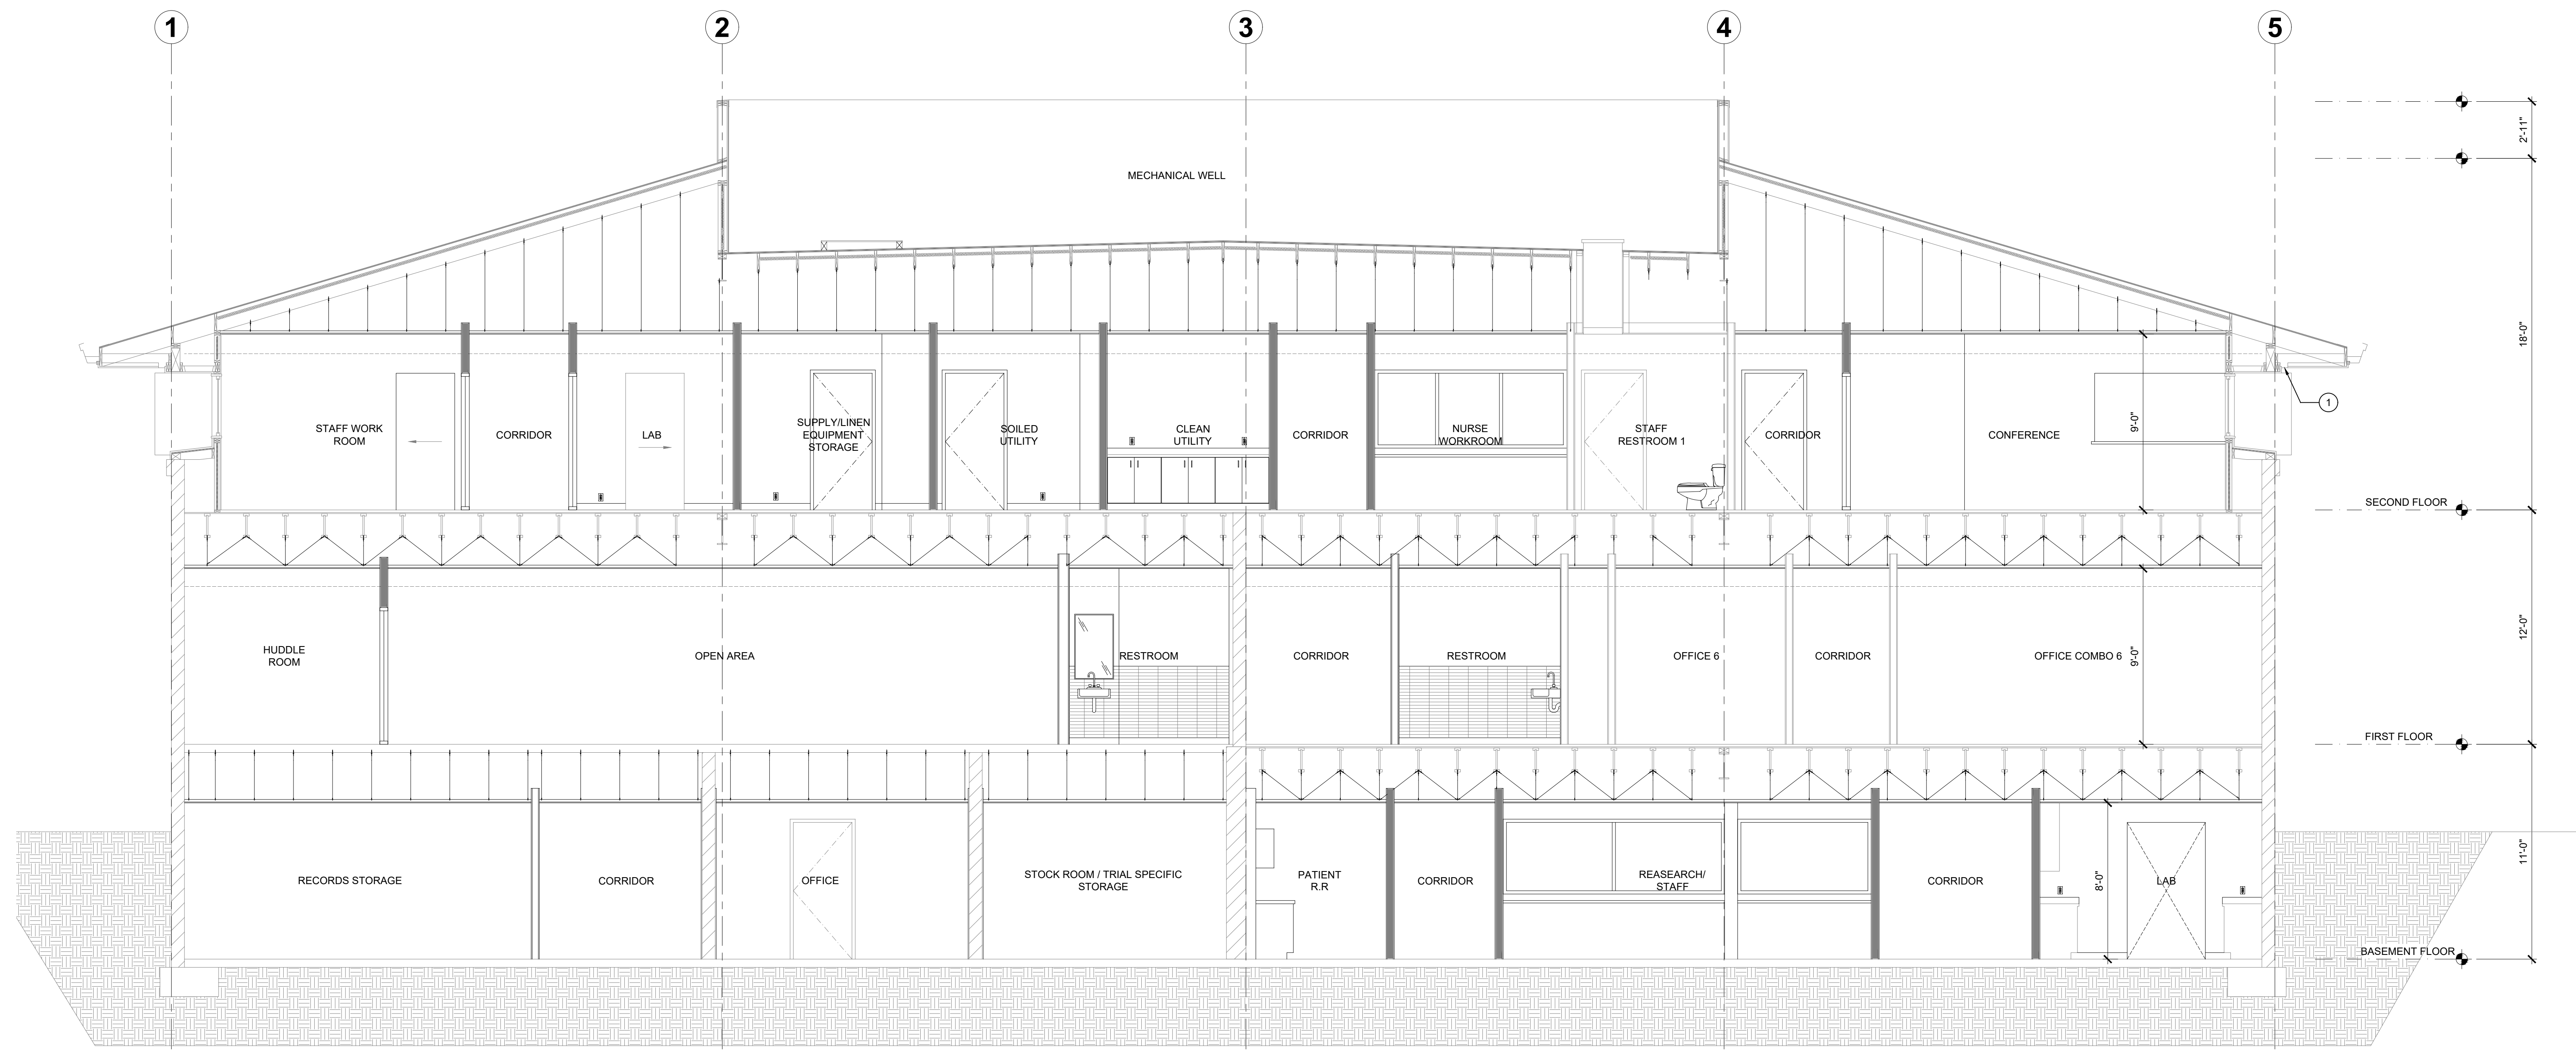 1 2 3 4 5
2'-11"
MECHANICAL WELL
18'-0"
1
STAFF WORK
ROOM
CORRIDOR
LAB
SUPPLY/LINEN
EQUIPMENT
STORAGE
SOILED
UTILITY
CLEAN
UTILITY
CORRIDOR
NURSE
WORKROOM
STAFF
RESTROOM 1
CORRIDOR
CONFERENCE
9'-0"
SECOND FLOOR
HUDDLE
ROOM
OPEN AREA
RESTROOM
CORRIDOR
RESTROOM
OFFICE 6
CORRIDOR
OFFICE COMBO 6
9'-0"
12'-0"
FIRST FLOOR
RECORDS STORAGE
CORRIDOR
OFFICE
STOCK ROOM / TRIAL SPECIFIC
STORAGE
PATIENT
R.R
CORRIDOR
REASEARCH/
STAFF
CORRIDOR
8'-0"
LAB
11'-0"
BASEMENT FLOOR